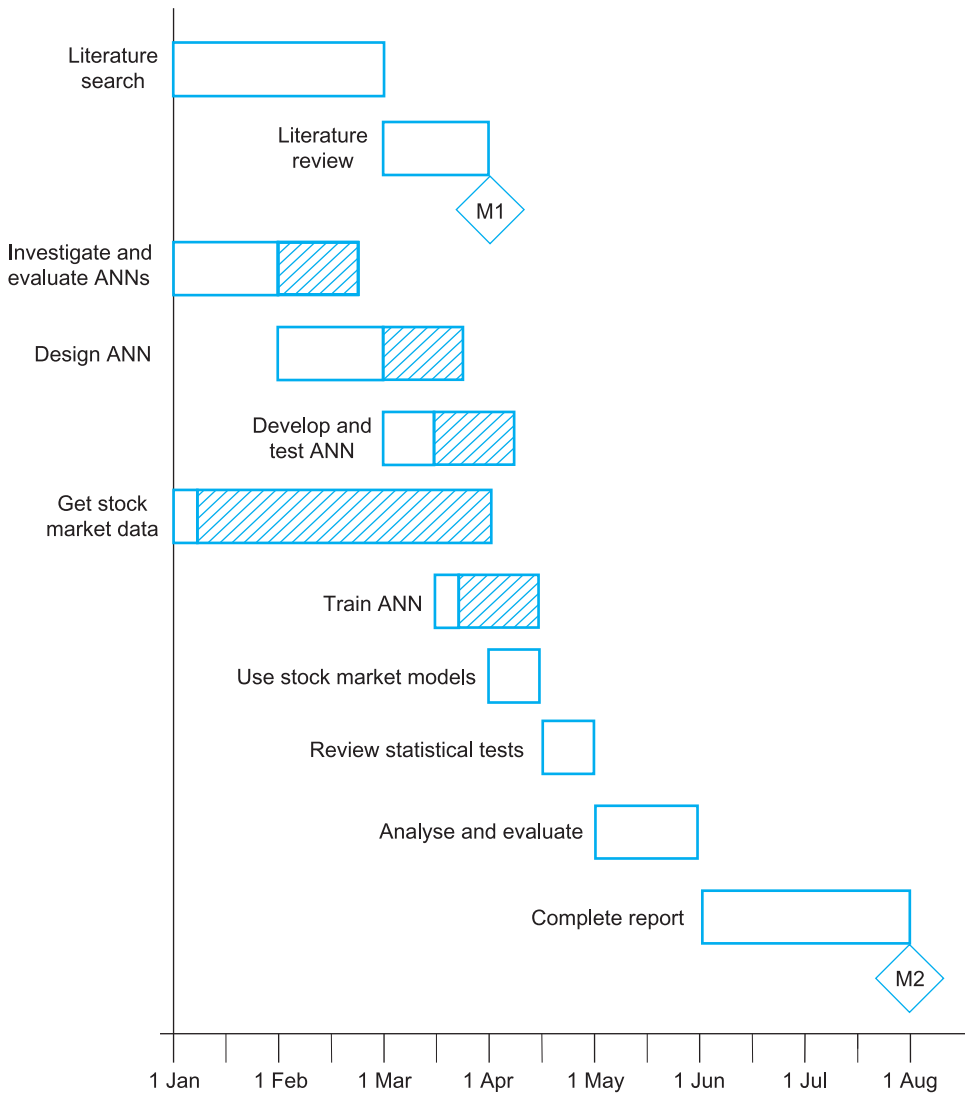 Literature
search
Literature
review
M1
Investigate and
evaluate ANNs
Design ANN
Develop and
test ANN
Get stock
market data
Train ANN
Use stock market models
Review statistical tests
Analyse and evaluate
Complete report
M2
1 Jan 1 Feb 1 Mar 1 Apr 1 May 1 Jun 1 Jul 1 Aug